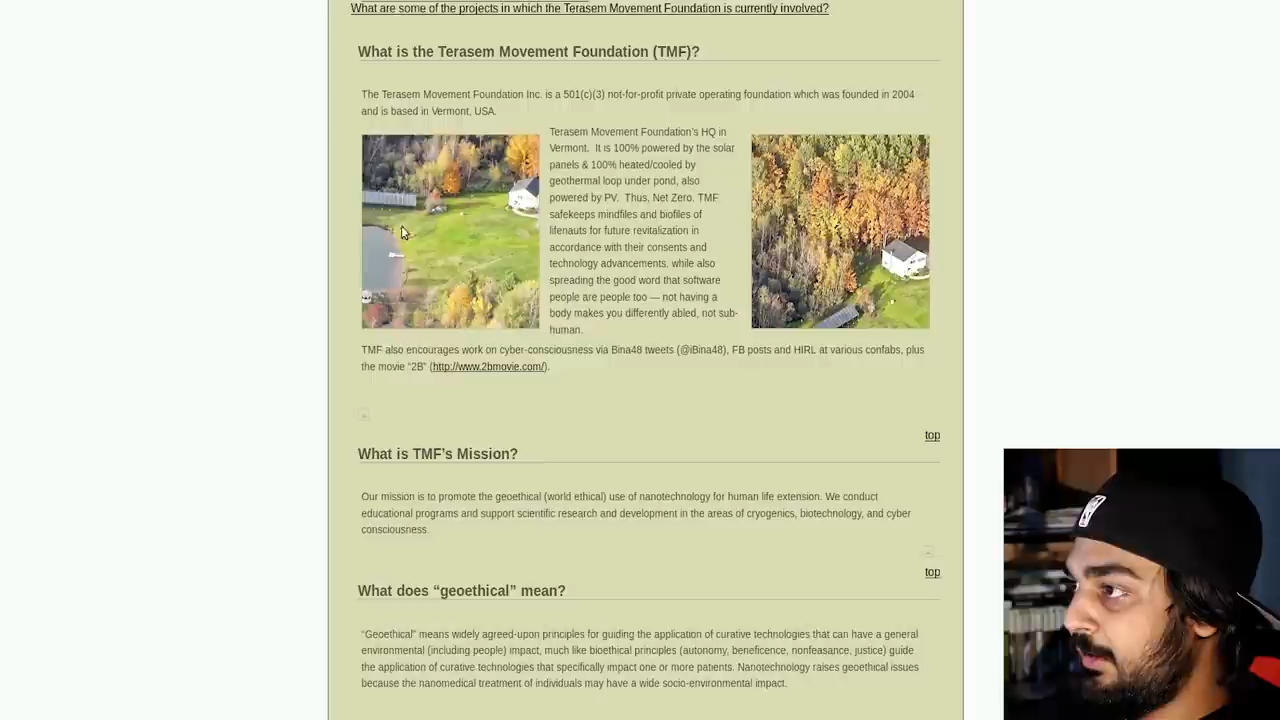 What are some of the projects in which the Terasem Movement Foundation is currently involved?
What is the Terasem Movement Foundation (TMF)?
The Terasem Movement Foundation Inc. is a 501(c)(3) not-for-profit private operating foundation which was founded in 2004
and is based in Vermont, USA.
Terasem Movement Foundation's HQ in
Vermont. It is 100% powered by the solar
panels & 100% heated/cooled by
geothermal loop under pond, also
powered by PV. Thus, Net Zero. TMF
safekeeps mindfiles and biofiles of
lifenauts for future revitalization in
accordance with their consents and
technology advancements, while also
spreading the good word that software
people are people too — not having a
body makes you differently abled, not sub-
human.
TMF also encourages work on cyber-consciousness via Bina48 tweets (@iBina48), FB posts and HIRL at various confabs, plus
the movie “2B” (http://www.2bmovie.com/).
top
What is TMF’s Mission?
Our mission is to promote the geoethical (world ethical) use of nanotechnology for human life extension. We conduct
educational programs and support scientific research and development in the areas of cryogenics, biotechnology, and cyber
consciousness.
top
What does “geoethical” mean?
“Geoethical” means widely agreed-upon principles for guiding the application of curative technologies that can have a general
environmental (including people) impact, much like bioethical principles (autonomy, beneficence, nonfeasance, justice) guide
the application of curative technologies that specifically impact one or more patients. Nanotechnology raises geoethical issues
because the nanomedical treatment of individuals may have a wide socio-environmental impact.